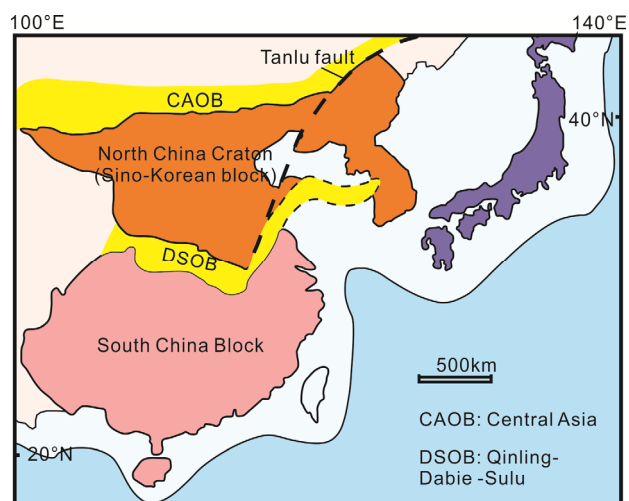 100°E
140°E
Tanlu fault
CAOB
40°N
North China Craton
(Sino-Korean block)
DSOB
South China Block
500km
CAOB: Central Asia
DSOB: Qinling-
Dabie -Sulu
20°N